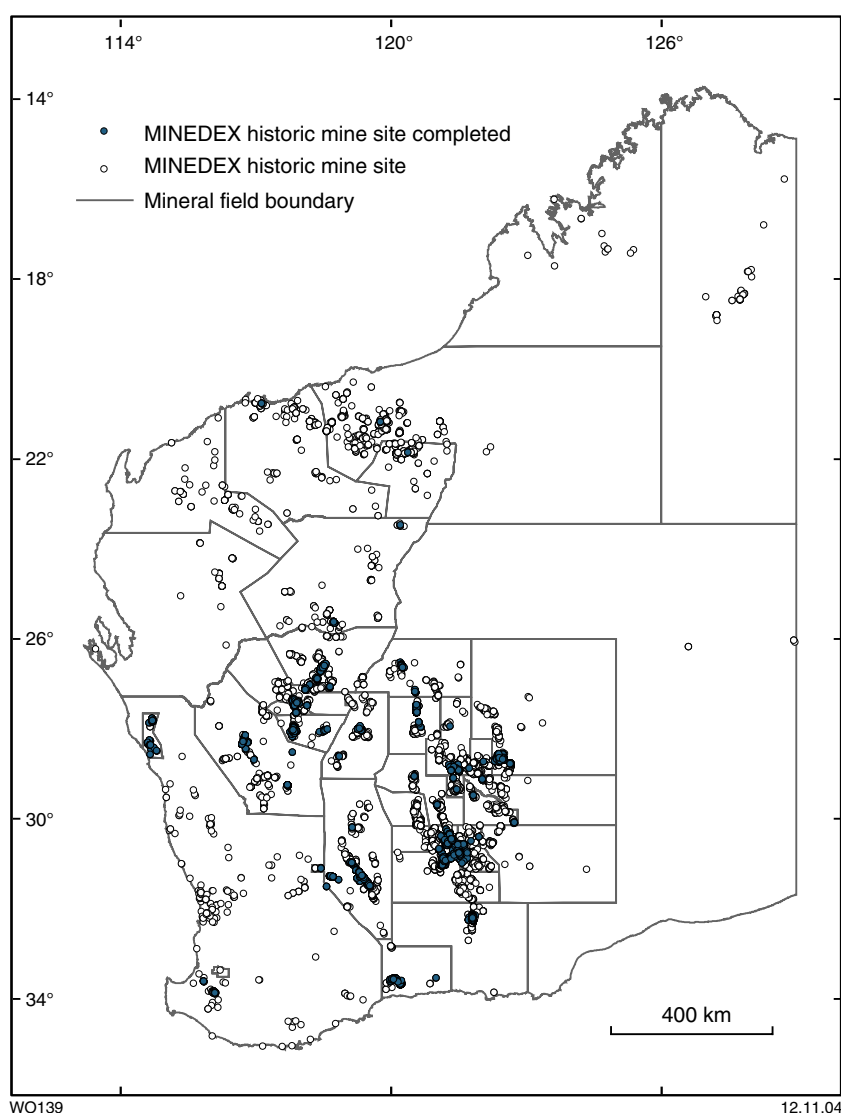 114° 120° 126°
14°
MINEDEX historic mine site completed
MINEDEX historic mine site
Mineral field boundary
18°
22°
26°
30°
34°
400 km
WO139 12.11.04